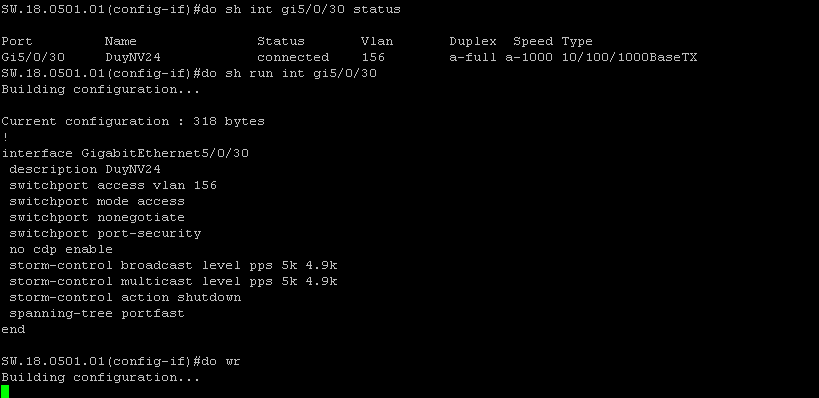 SW.18.0501.01(config-if)#do sh int gi5/0/30 status
Port Name Status Vlan Duplex Speed Type
Gi5/0/30 DuyNV24 connected 156 a-full a-1000 10/100/1000BaseTX
SW.18.0501.01(config-if)#do sh run int gi5/0/30
Building configuration...
Current configuration : 318 bytes
!
interface GigabitEthernet5/0/30
description DuyNV24
switchport access vlan 156
switchport mode access
switchport nonegotiate
switchport port-security
no cdp enable
storm-control broadcast level pps 5k 4.9k
storm-control multicast level pps 5k 4.9k
storm-control action shutdown
spanning-tree portfast
end
SW.18.0501.01(config-if)#do wr
Building configuration...